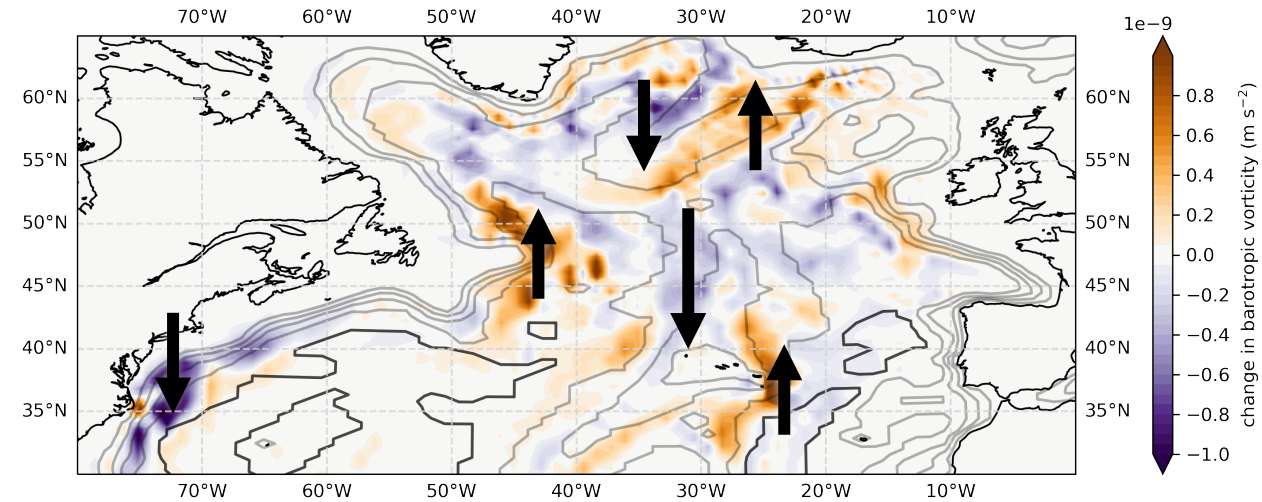 70°W 60°W 50°W 40°W 30°W 20°W 10°W
1e−9
60°N 60°N 0.8
0.6
55°N 55°N 0.4
50°N 50°N 0.2
0.0
45°N 45°N −0.2
−0.4
40°N 40°N −0.6
35°N 35°N −0.8
−1.0
change in barotropic vorticity (m s⁻²)
70°W 60°W 50°W 40°W 30°W 20°W 10°W